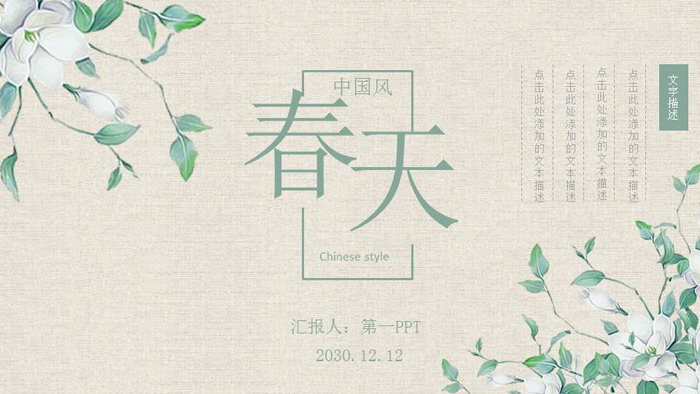 中国风
春天
Chinese style
汇报人：第一PPT
2030.12.12
文字描述
点击此处添加的文本描述
点击此处添加的文本描述
点击此处添加的文本描述
点击此处添加的文本描述